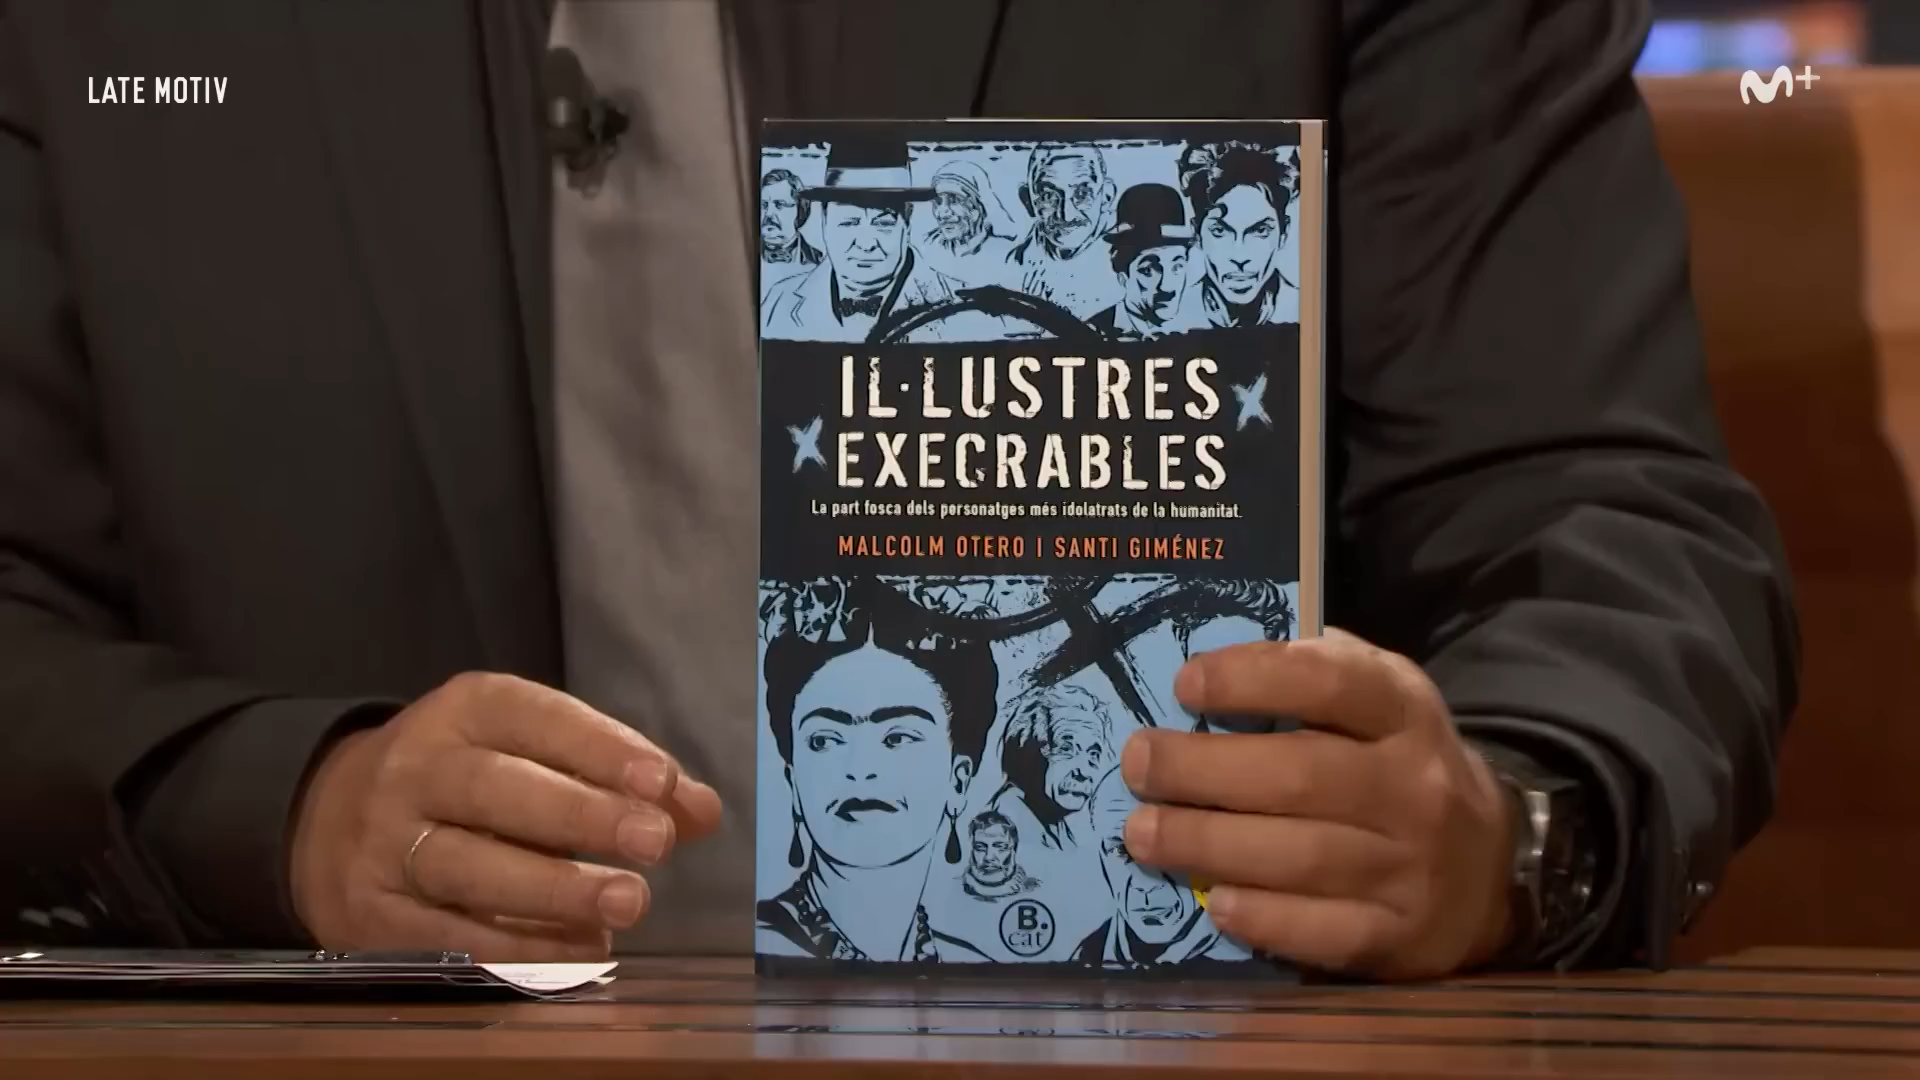 LATE MOTIV
M+
IL·LUSTRES
EXECRABLES
La part fosca dels personatges més idolatrats de la humanitat.
MALCOLM OTERO I SANTI GIMÉNEZ
B.
cat